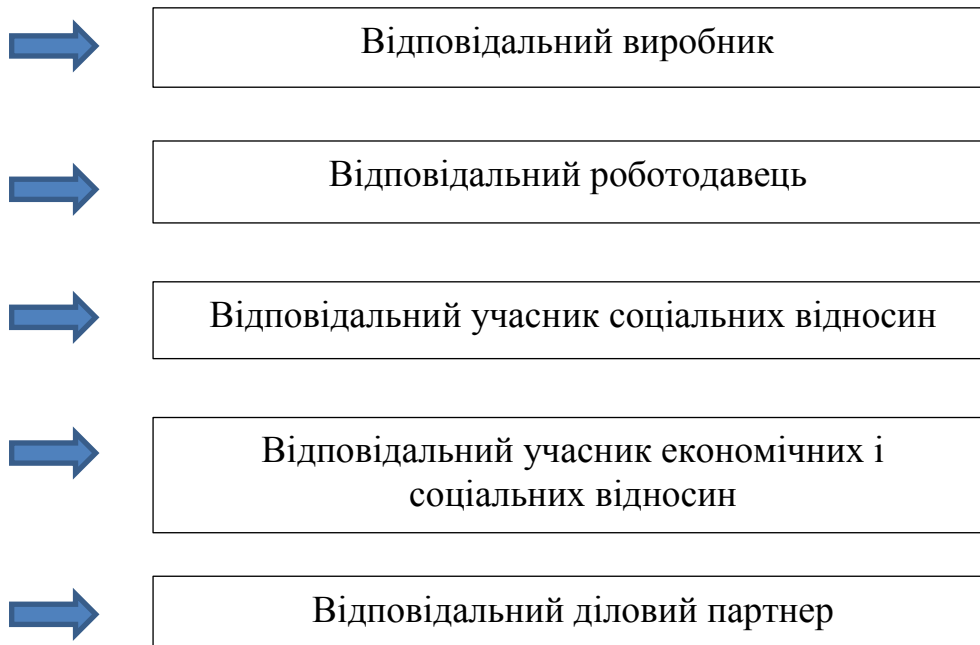 Відповідальний виробник
Відповідальний роботодавець
Відповідальний учасник соціальних відносин
Відповідальний учасник економічних і
соціальних відносин
Відповідальний діловий партнер